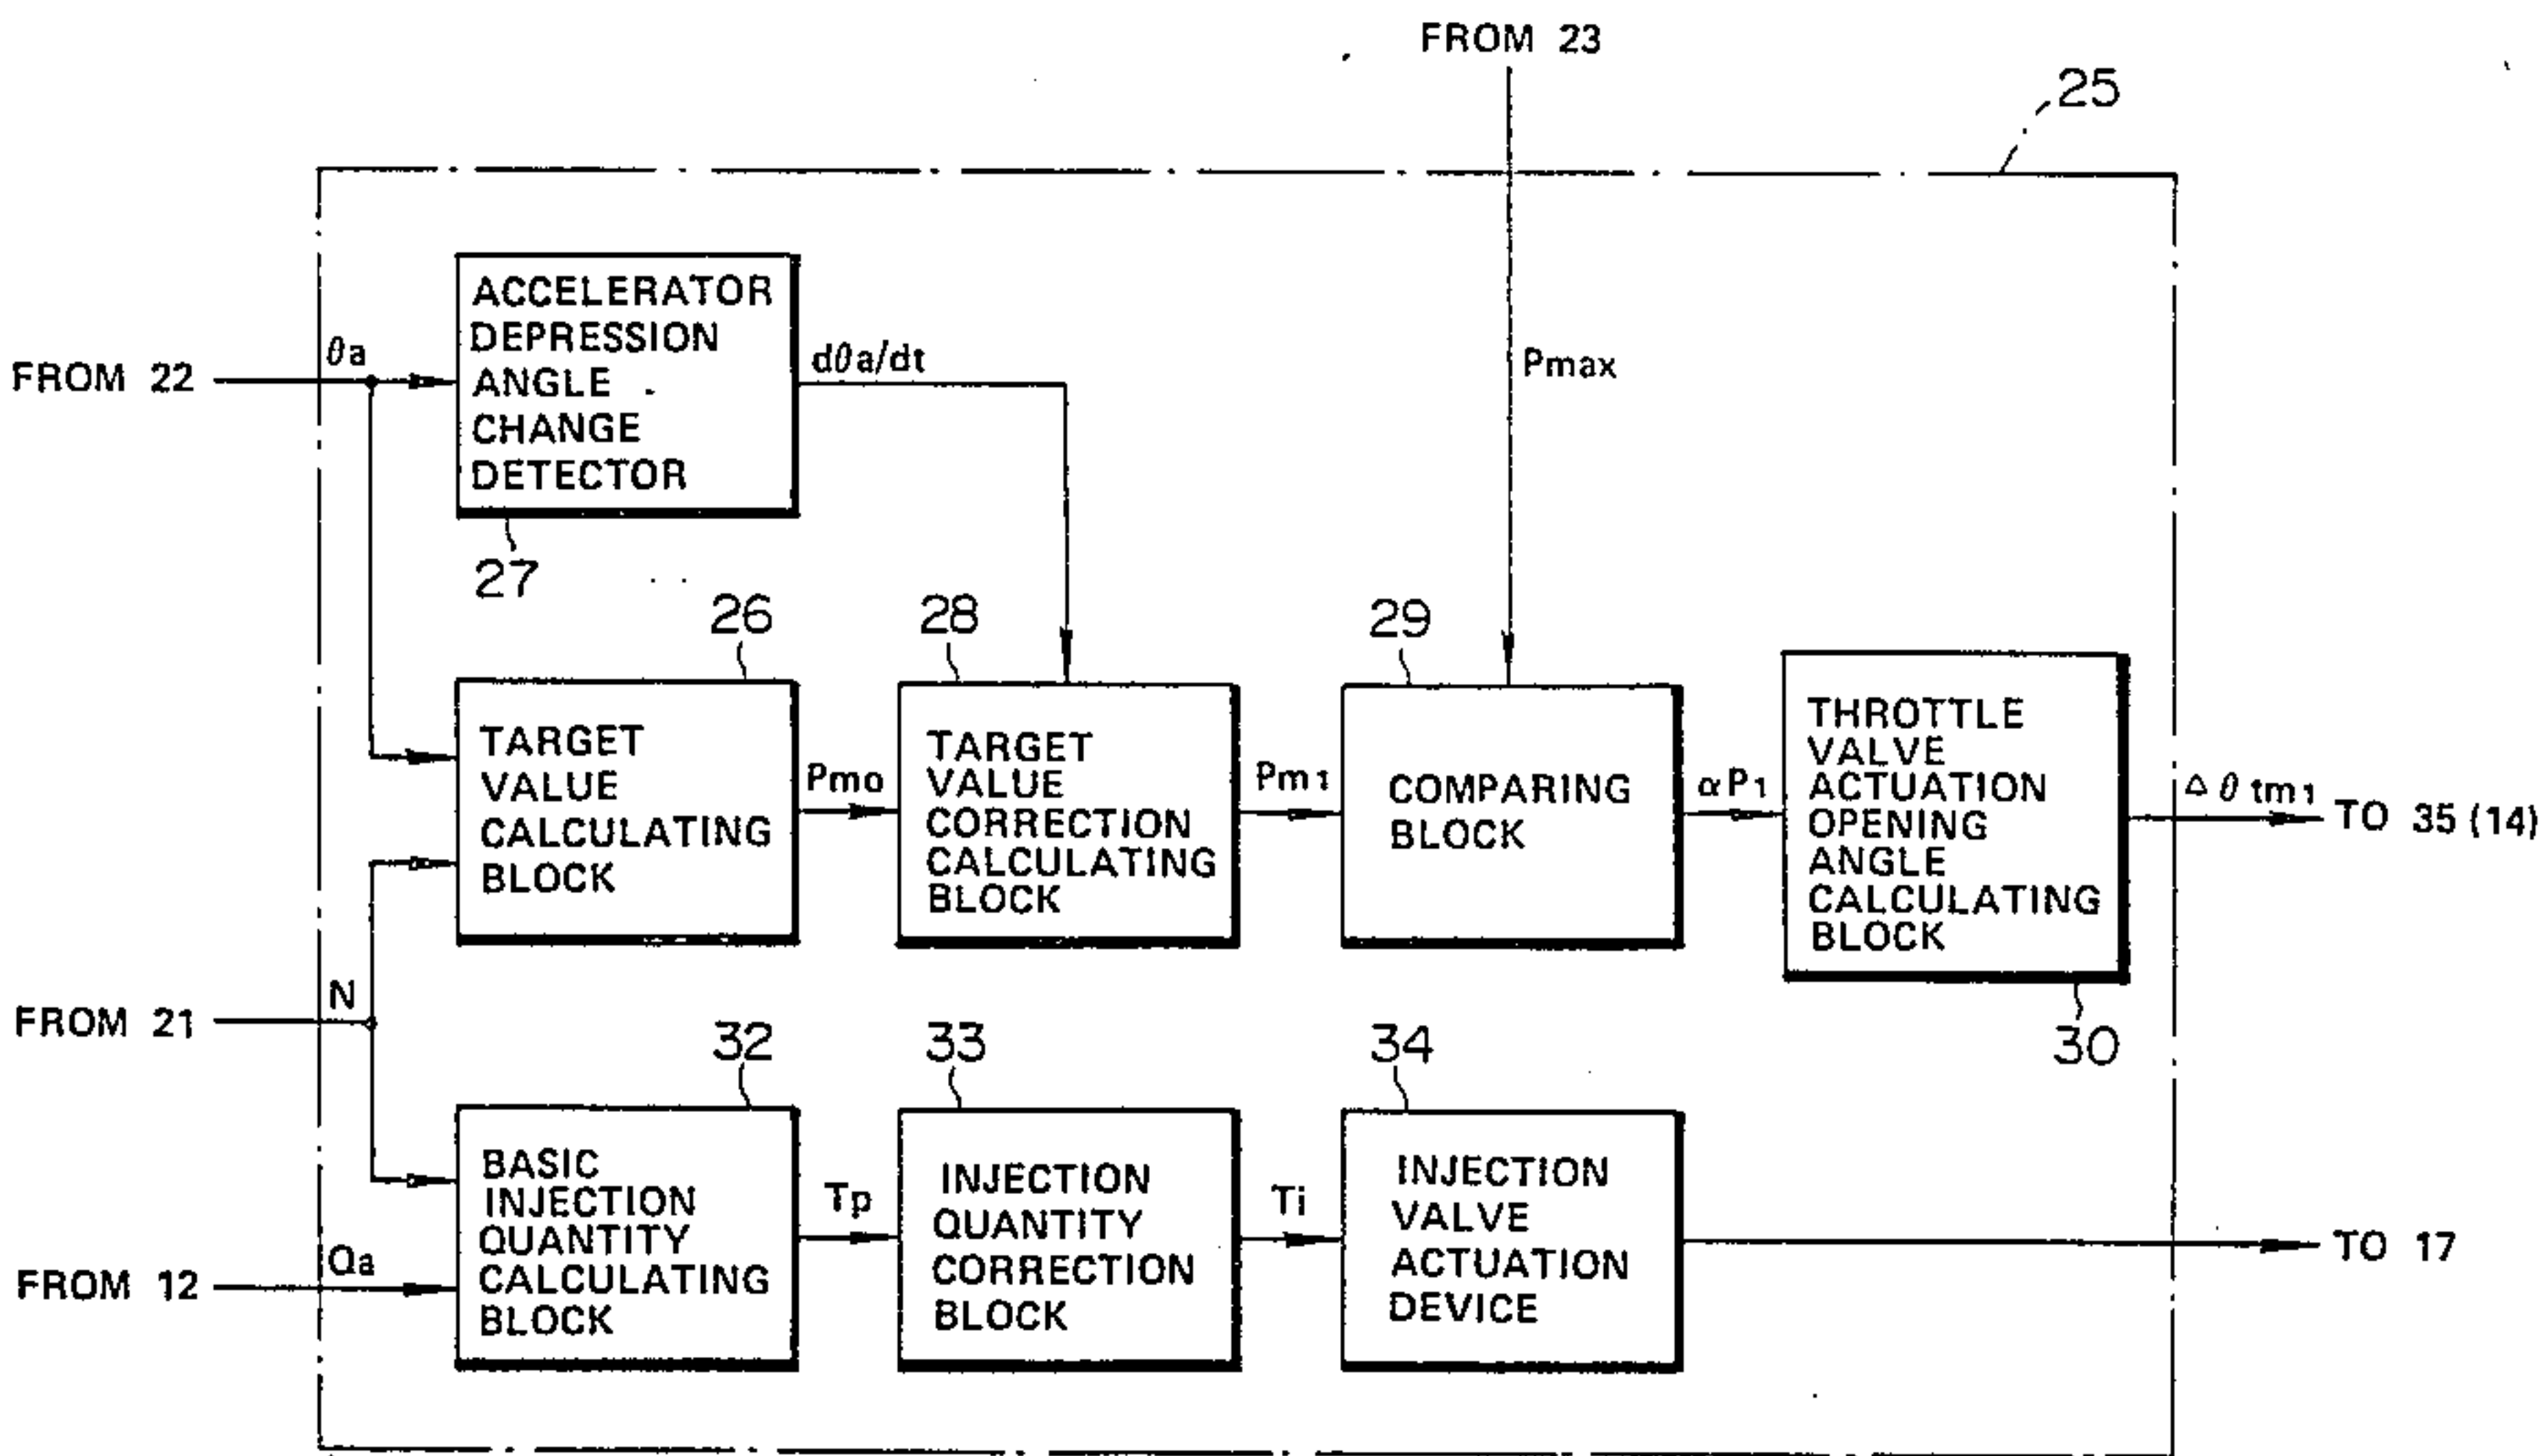 FROM 23
25
ACCELERATOR
DEPRESSION
ANGLE
CHANGE
DETECTOR
FROM 22
θa
dθa/dt
Pmax
27
26
28
29
TARGET
VALUE
CALCULATING
BLOCK
Pmo
TARGET
VALUE
CORRECTION
CALCULATING
BLOCK
Pm1
COMPARING
BLOCK
αP1
THROTTLE
VALVE
ACTUATION
OPENING
ANGLE
CALCULATING
BLOCK
Δθtm1
TO 35 (14)
30
FROM 21
N
32
33
34
BASIC
INJECTION
QUANTITY
CALCULATING
BLOCK
FROM 12
Qa
Tp
INJECTION
QUANTITY
CORRECTION
BLOCK
Ti
INJECTION
VALVE
ACTUATION
DEVICE
TO 17